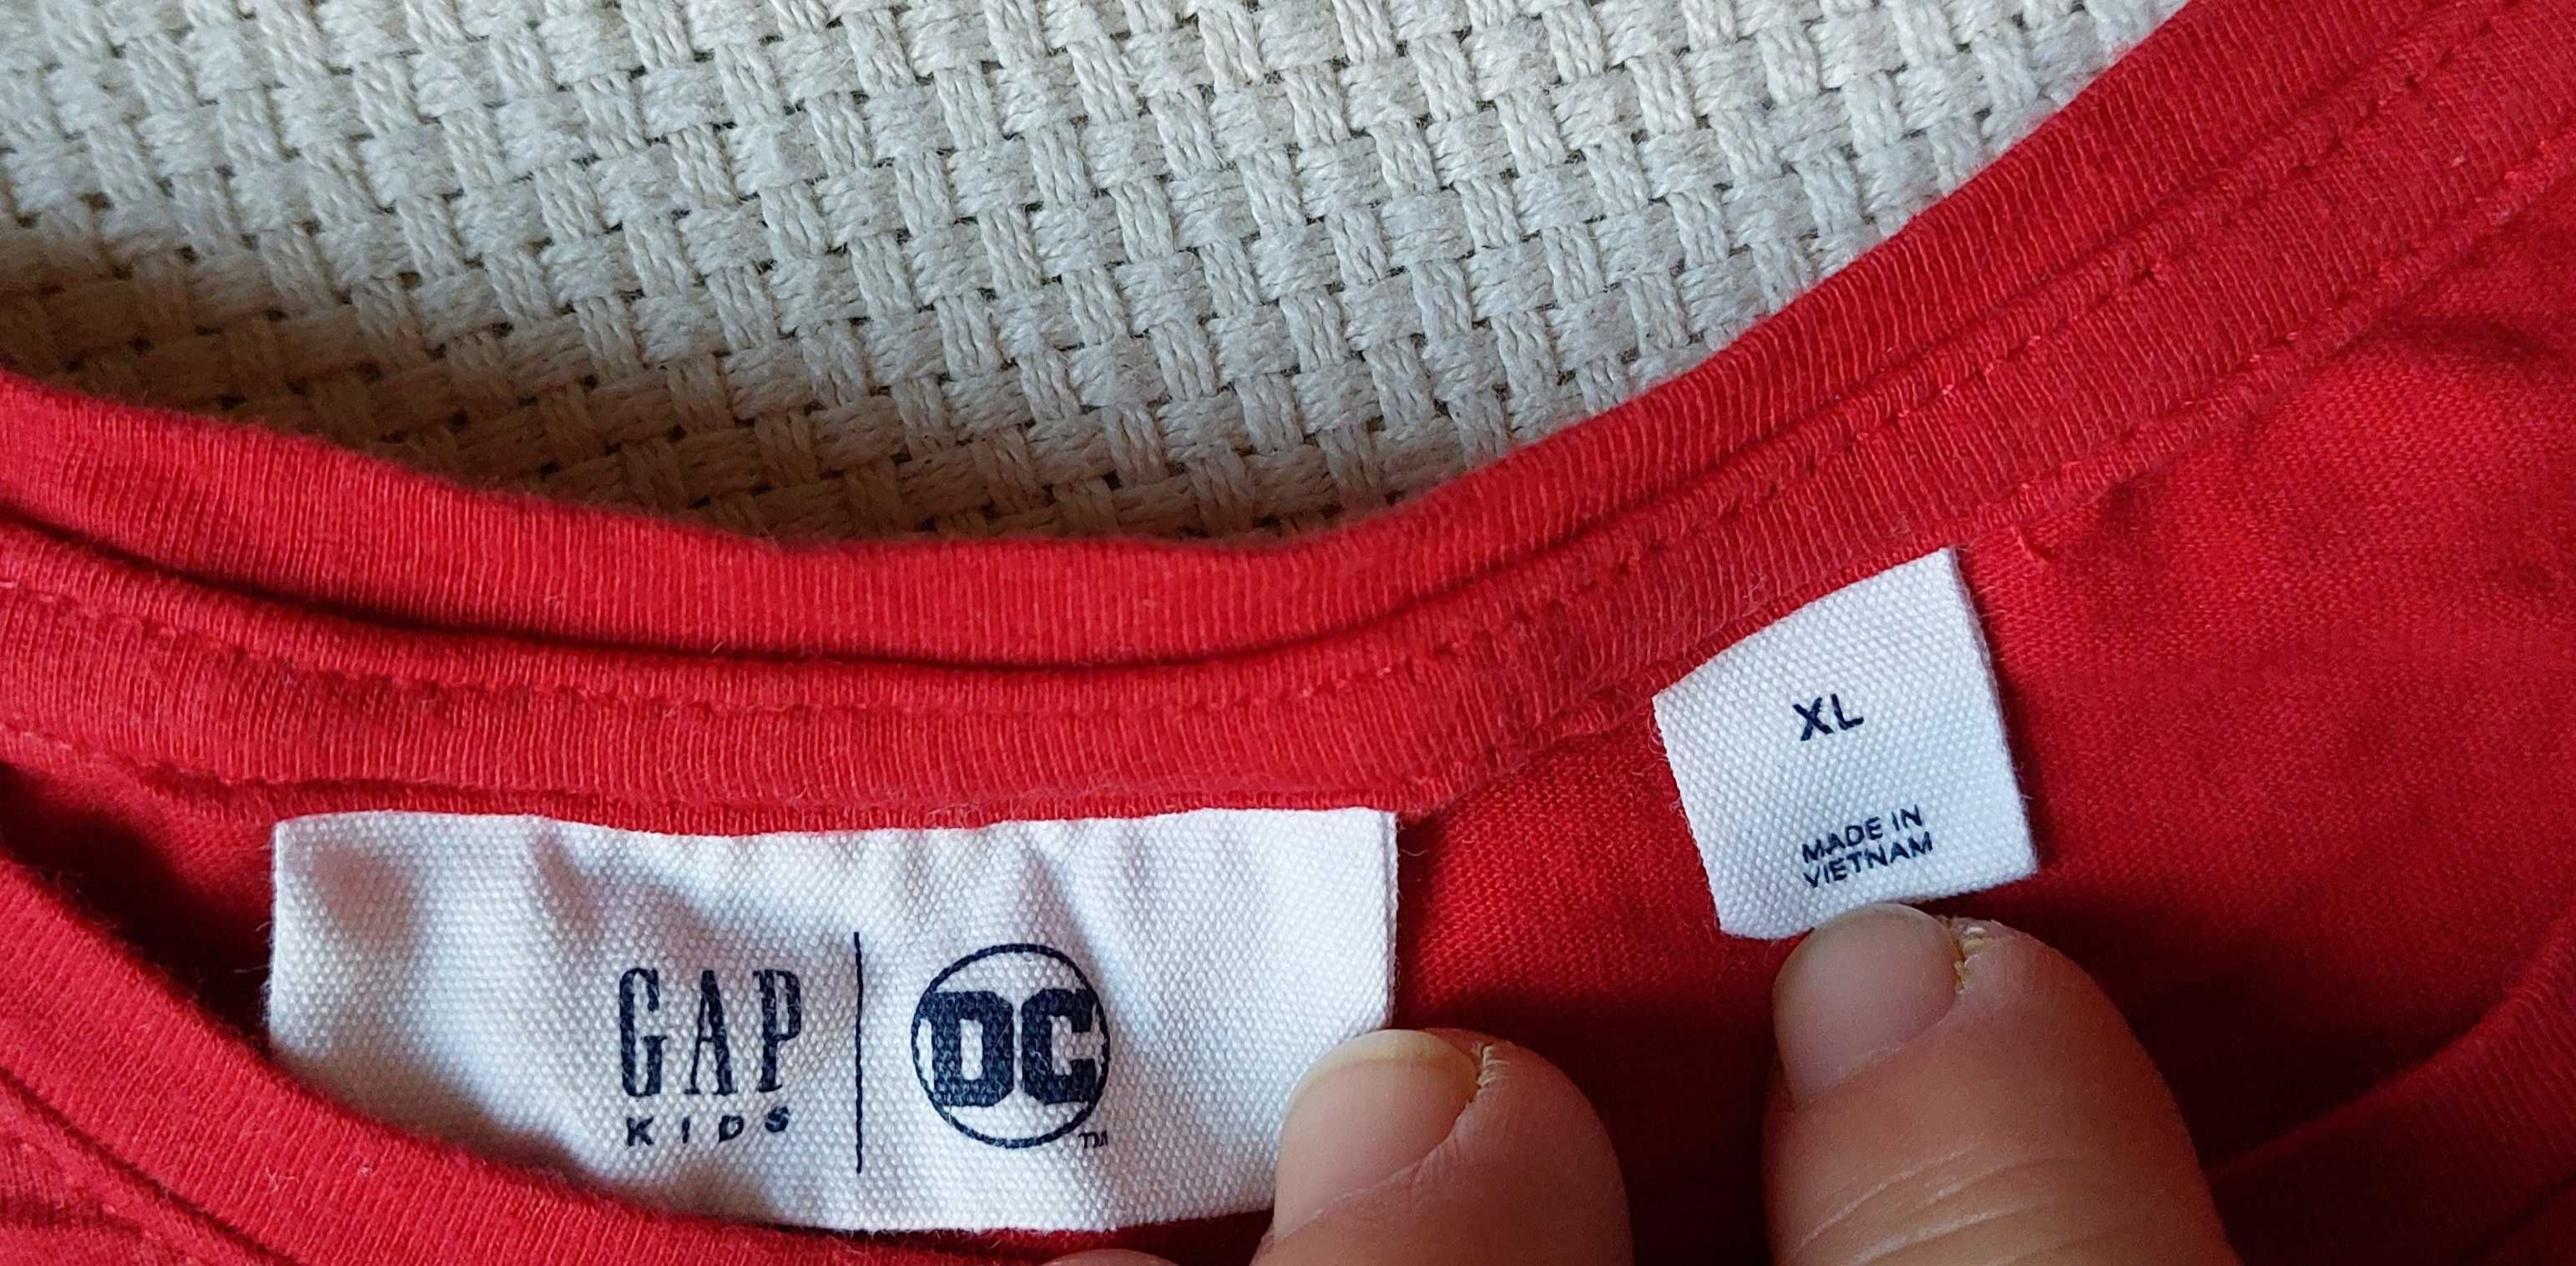 GAP
KIDS
DC
TM
XL
MADE IN
VIETNAM